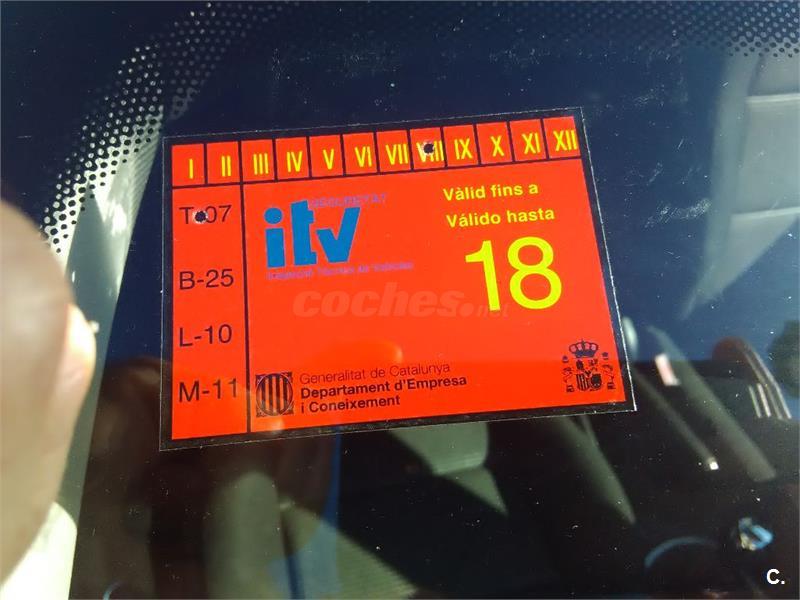 I II III IV V VI VII VIII IX X XI XII
T-07
B-25
L-10
M-11
itv
Vàlid fins a
Válido hasta
18
coches.net
Generalitat de Catalunya
Departament d'Empresa
i Coneixement
C.